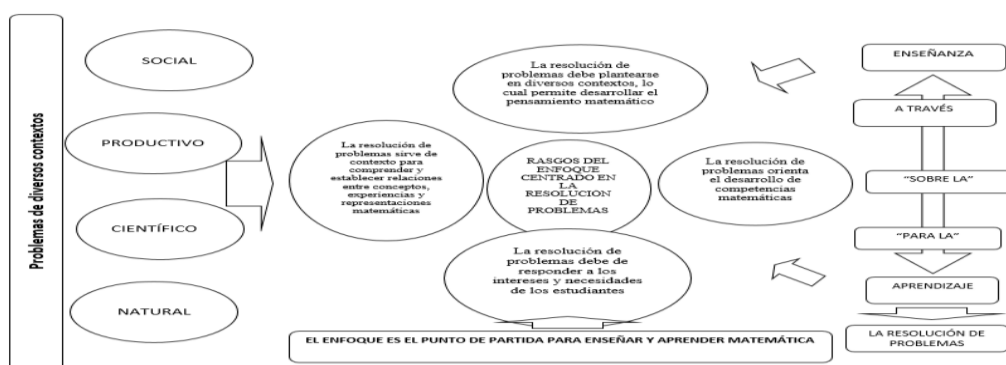 Problemas de diversos contextos
SOCIAL
PRODUCTIVO
CIENTÍFICO
NATURAL
La resolución de
problemas sirve de
contexto para
comprender y
establecer relaciones
entre conceptos,
experiencias y
representaciones
matemáticas
La resolución de
problemas debe plantearse
en diversos contextos, lo
cual permite desarrollar el
pensamiento matemático
RASGOS DEL
ENFOQUE
CENTRADO EN
LA
RESOLUCION
DE
PROBLEMAS
La resolución de
problemas orienta
el desarrollo de
competencias
matemáticas
La resolución de
problemas debe de
responder a los
intereses y necesidades
de los estudiantes
EL ENFOQUE ES EL PUNTO DE PARTIDA PARA ENSEÑAR Y APRENDER MATEMÁTICA
ENSEÑANZA
A TRAVÉS
“SOBRE LA”
“PARA LA”
APRENDIZAJE
LA RESOLUCIÓN DE
PROBLEMAS